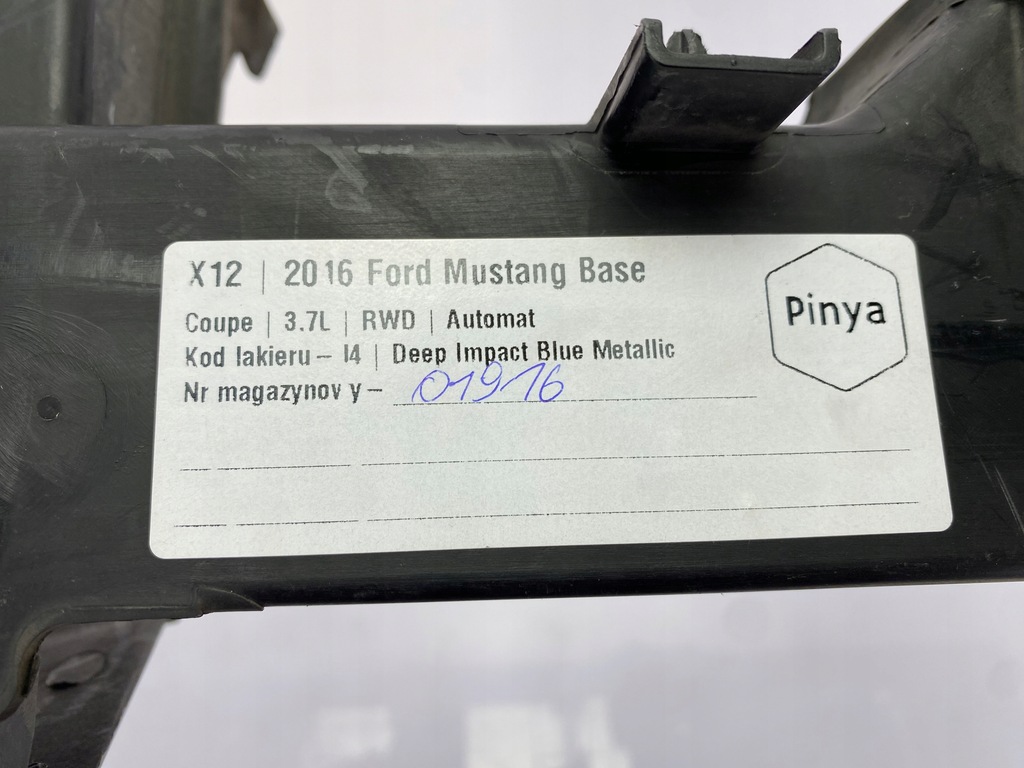 X12 | 2016 Ford Mustang Base
Pinya
Coupe | 3.7L | RWD | Automat
Kod lakieru – J4 | Deep Impact Blue Metallic
Nr magazynov y – 01916